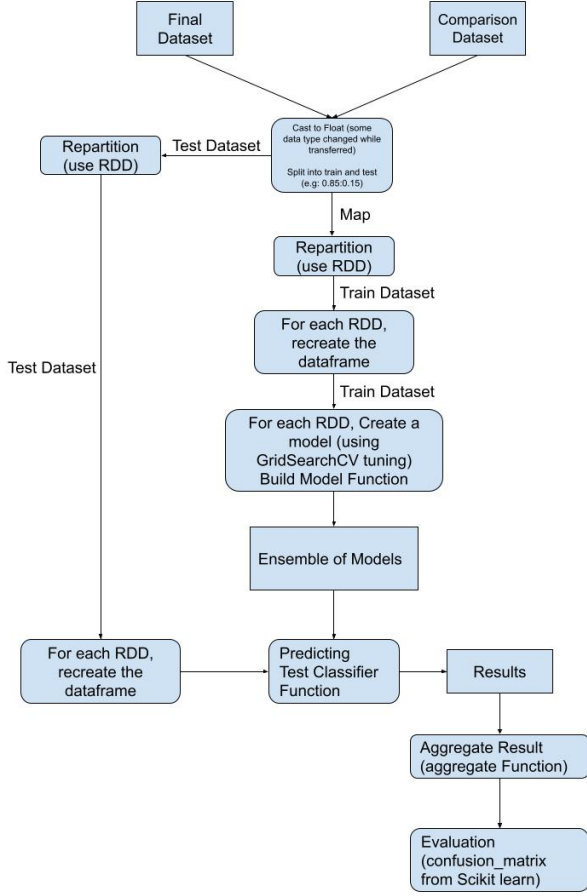 Final
Dataset
Comparison
Dataset
Cast to Float (some
data type changed while
transferred)
Split into train and test
(e.g: 0.85:0.15)
Test Dataset
Repartition
(use RDD)
Map
Repartition
(use RDD)
Train Dataset
For each RDD,
recreate the
dataframe
Test Dataset
Train Dataset
For each RDD, Create a
model (using
GridSearchCV tuning)
Build Model Function
Ensemble of Models
For each RDD,
recreate the
dataframe
Predicting
Test Classifier
Function
Results
Aggregate Result
(aggregate Function)
Evaluation
(confusion_matrix
from Scikit learn)